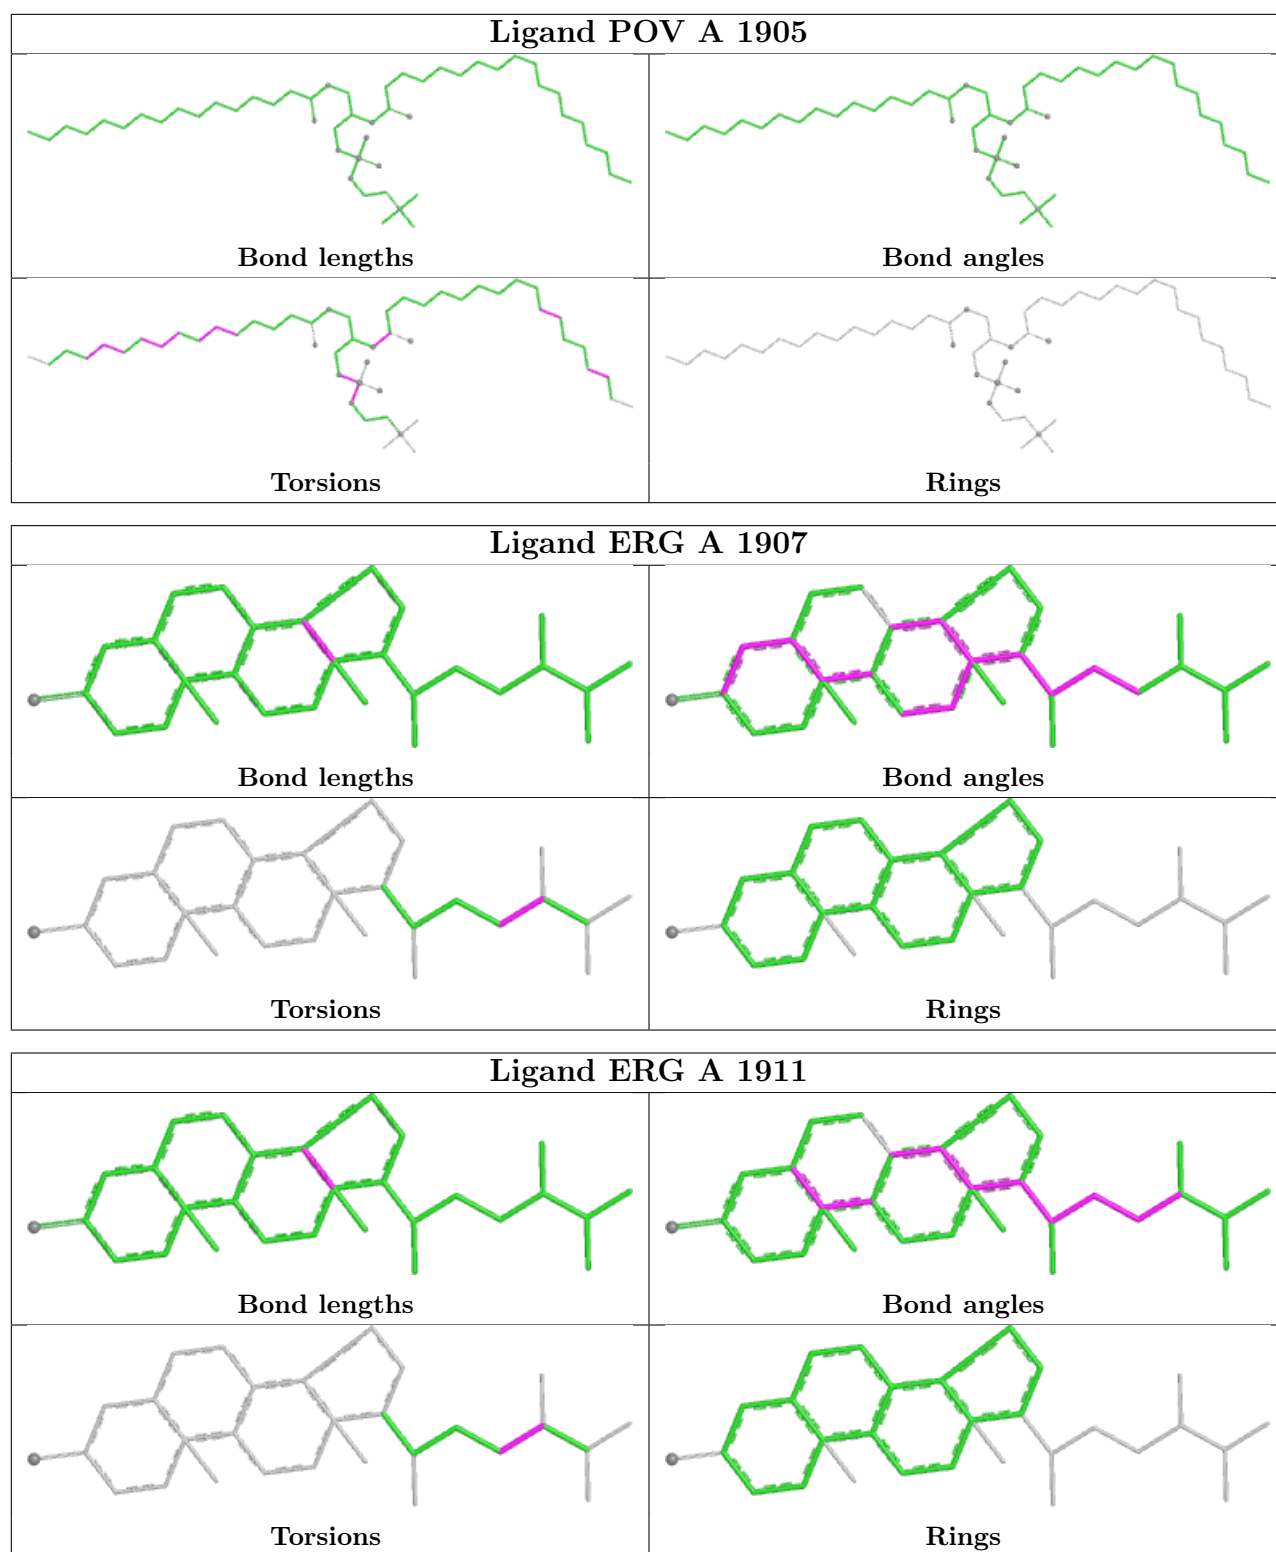 Ligand POV A 1905
Bond lengths
Bond angles
Torsions
Rings
Ligand ERG A 1907
Bond lengths
Bond angles
Torsions
Rings
Ligand ERG A 1911
Bond lengths
Bond angles
Torsions
Rings